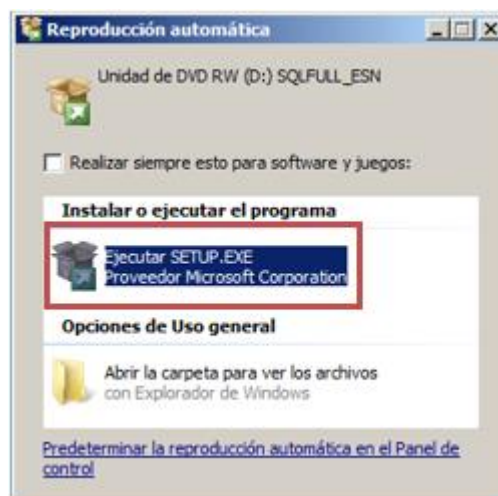 Reproducción automática
Unidad de DVD RW (D:) SQLFULL_ESN
Realizar siempre esto para software y juegos:
Instalar o ejecutar el programa
Ejecutar SETUP.EXE
Proveedor Microsoft Corporation
Opciones de Uso general
Abrir la carpeta para ver los archivos
con Explorador de Windows
Predeterminar la reproducción automática en el Panel de
control